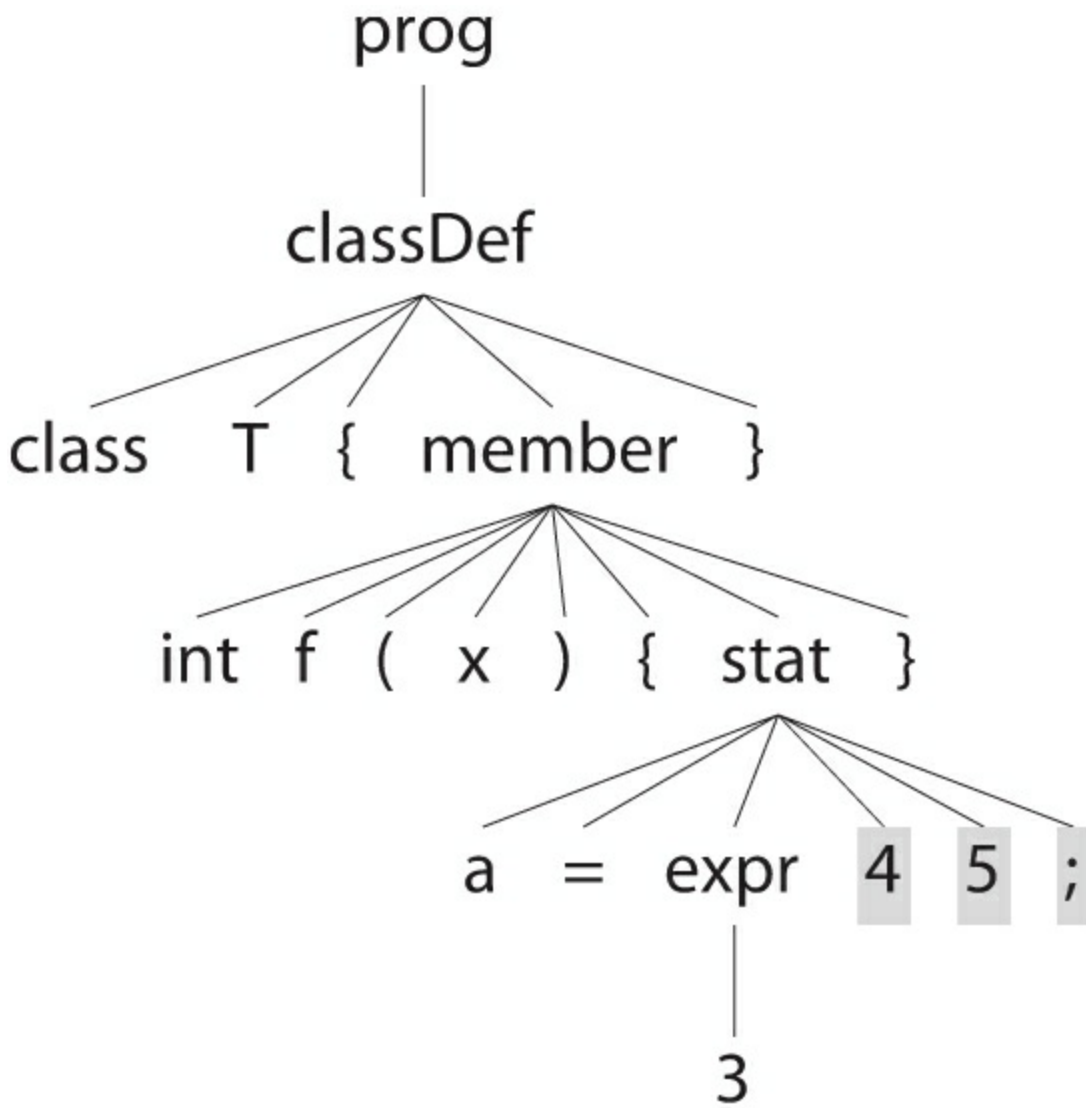 prog
classDef
class T { member }
int f ( x ) { stat }
a = expr 4 5 ;
3